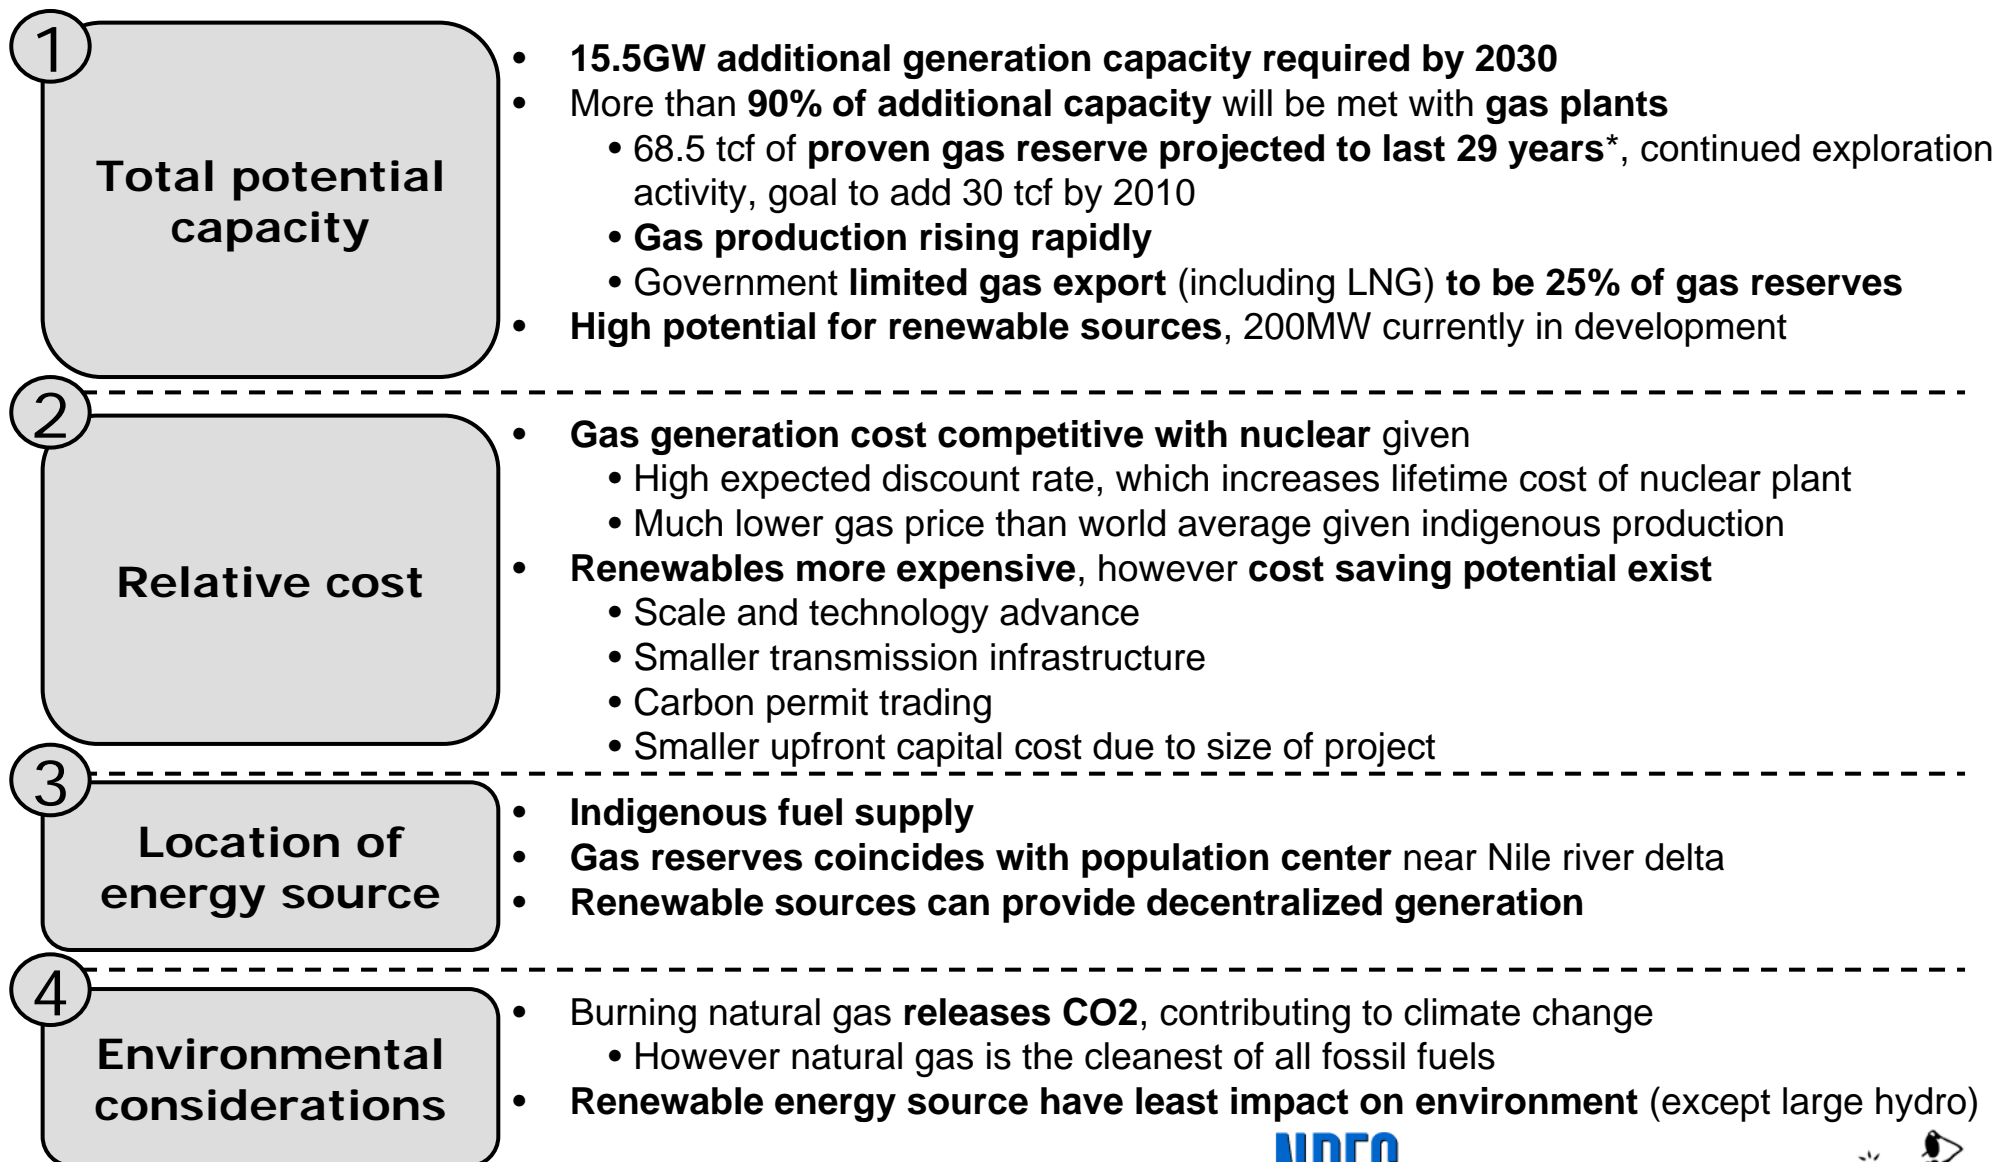 1
Total potential
capacity
• 15.5GW additional generation capacity required by 2030
• More than 90% of additional capacity will be met with gas plants
• 68.5 tcf of proven gas reserve projected to last 29 years*, continued exploration
activity, goal to add 30 tcf by 2010
• Gas production rising rapidly
• Government limited gas export (including LNG) to be 25% of gas reserves
• High potential for renewable sources, 200MW currently in development
2
Relative cost
• Gas generation cost competitive with nuclear given
• High expected discount rate, which increases lifetime cost of nuclear plant
• Much lower gas price than world average given indigenous production
• Renewables more expensive, however cost saving potential exist
• Scale and technology advance
• Smaller transmission infrastructure
• Carbon permit trading
• Smaller upfront capital cost due to size of project
3
Location of
energy source
• Indigenous fuel supply
• Gas reserves coincides with population center near Nile river delta
• Renewable sources can provide decentralized generation
4
Environmental
considerations
• Burning natural gas releases CO2, contributing to climate change
• However natural gas is the cleanest of all fossil fuels
• Renewable energy source have least impact on environment (except large hydro)